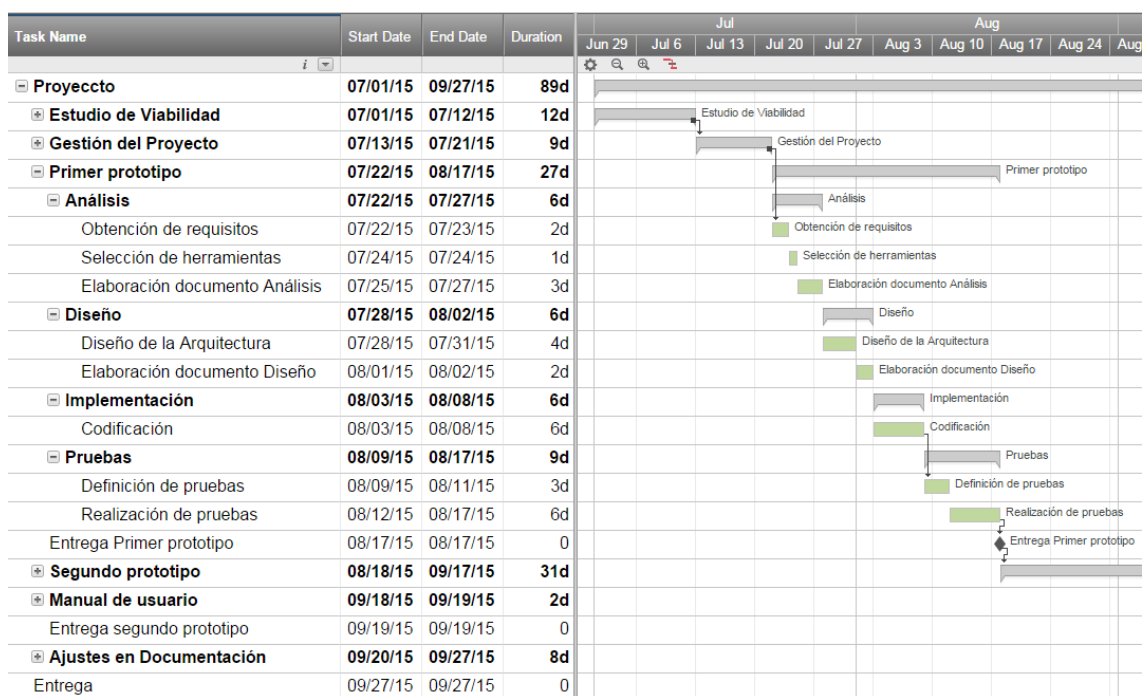 Task Name Start Date End Date Duration Jul Aug
Jun 29 Jul 6 Jul 13 Jul 20 Jul 27 Aug 3 Aug 10 Aug 17 Aug 24 Aug
i
Proyeccto 07/01/15 09/27/15 89d
Estudio de Viabilidad 07/01/15 07/12/15 12d Estudio de Viabilidad
Gestión del Proyecto 07/13/15 07/21/15 9d Gestión del Proyecto
Primer prototipo 07/22/15 08/17/15 27d Primer prototipo
Análisis 07/22/15 07/27/15 6d Análisis
Obtención de requisitos 07/22/15 07/23/15 2d Obtención de requisitos
Selección de herramientas 07/24/15 07/24/15 1d Selección de herramientas
Elaboración documento Análisis 07/25/15 07/27/15 3d Elaboración documento Análisis
Diseño 07/28/15 08/02/15 6d Diseño
Diseño de la Arquitectura 07/28/15 07/31/15 4d Diseño de la Arquitectura
Elaboración documento Diseño 08/01/15 08/02/15 2d Elaboración documento Diseño
Implementación 08/03/15 08/08/15 6d Implementación
Codificación 08/03/15 08/08/15 6d Codificación
Pruebas 08/09/15 08/17/15 9d Pruebas
Definición de pruebas 08/09/15 08/11/15 3d Definición de pruebas
Realización de pruebas 08/12/15 08/17/15 6d Realización de pruebas
Entrega Primer prototipo 08/17/15 08/17/15 0 Entrega Primer prototipo
Segundo prototipo 08/18/15 09/17/15 31d
Manual de usuario 09/18/15 09/19/15 2d
Entrega segundo prototipo 09/19/15 09/19/15 0
Ajustes en Documentación 09/20/15 09/27/15 8d
Entrega 09/27/15 09/27/15 0